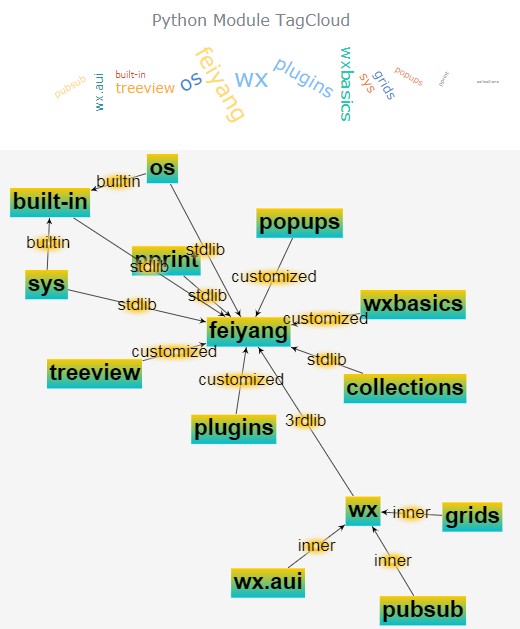 Python Module TagCloud
pubsub
wx.aui
built-in
treeview
os
feiyang
wx
plugins
wxbasics
sys
grids
popups
pprint
collections
os
builtin
built-in
popups
stdlib
builtin
pprint
stdlib
sys
customized
stdlib
stdlib
wxbasics
customized
feiyang
customized
stdlib
treeview
customized
collections
3rdlib
plugins
wx
inner
grids
inner
inner
wx.aui
pubsub